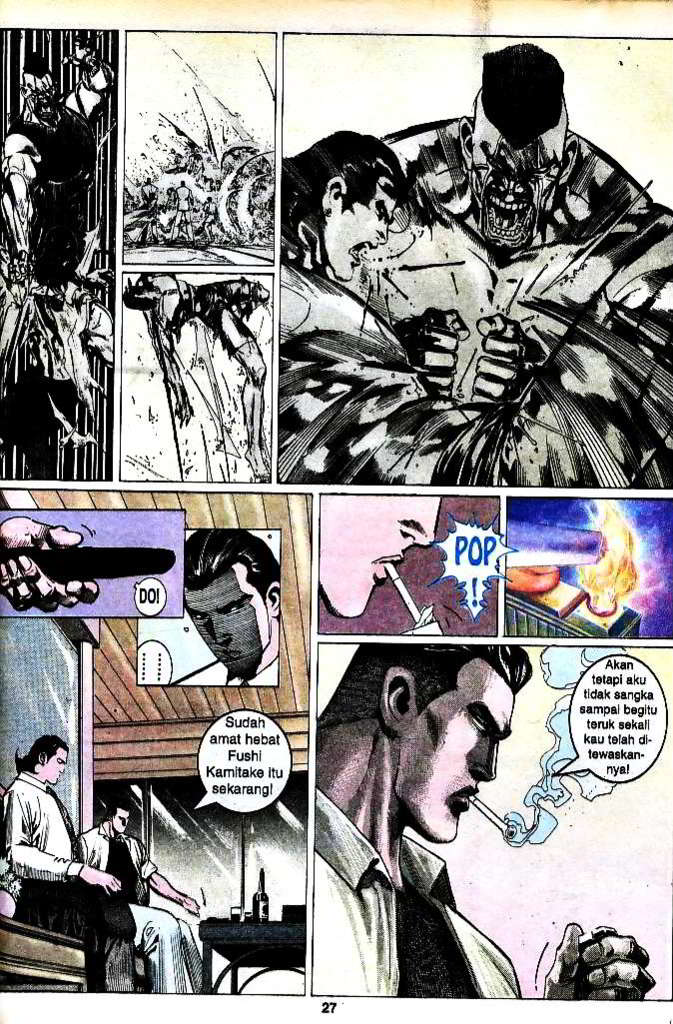 DO!
......
POP
!
Sudah
amat hebat
Fushi
Kamitake itu
sekarang!
Akan
tetapi aku
tidak sangka
sampai begitu
teruk sekali
kau telah di-
tewaskan-
nya!
27